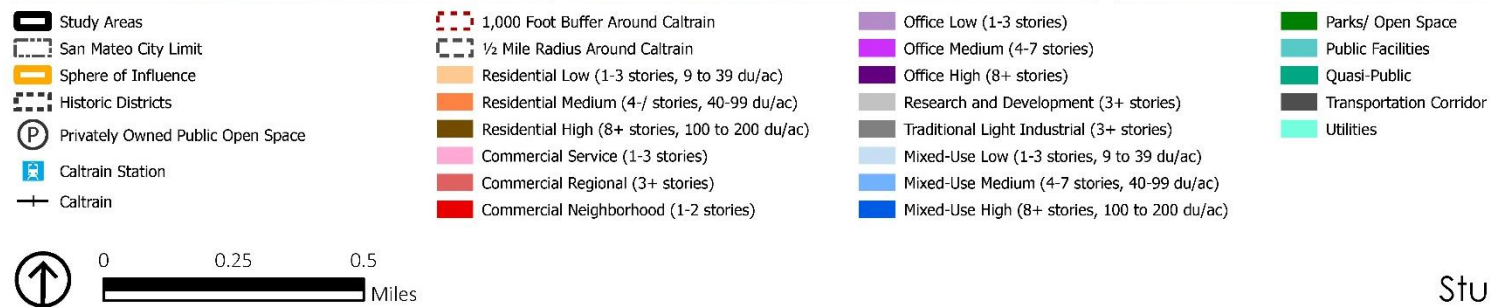 Study Areas
San Mateo City Limit
Sphere of Influence
Historic Districts
P Privately Owned Public Open Space
Caltrain Station
Caltrain
1,000 Foot Buffer Around Caltrain
½ Mile Radius Around Caltrain
Residential Low (1-3 stories, 9 to 39 du/ac)
Residential Medium (4-/ stories, 40-99 du/ac)
Residential High (8+ stories, 100 to 200 du/ac)
Commercial Service (1-3 stories)
Commercial Regional (3+ stories)
Commercial Neighborhood (1-2 stories)
Office Low (1-3 stories)
Office Medium (4-7 stories)
Office High (8+ stories)
Research and Development (3+ stories)
Traditional Light Industrial (3+ stories)
Mixed-Use Low (1-3 stories, 9 to 39 du/ac)
Mixed-Use Medium (4-7 stories, 40-99 du/ac)
Mixed-Use High (8+ stories, 100 to 200 du/ac)
Parks/ Open Space
Public Facilities
Quasi-Public
Transportation Corridor
Utilities
0 0.25 0.5
Miles
Stu